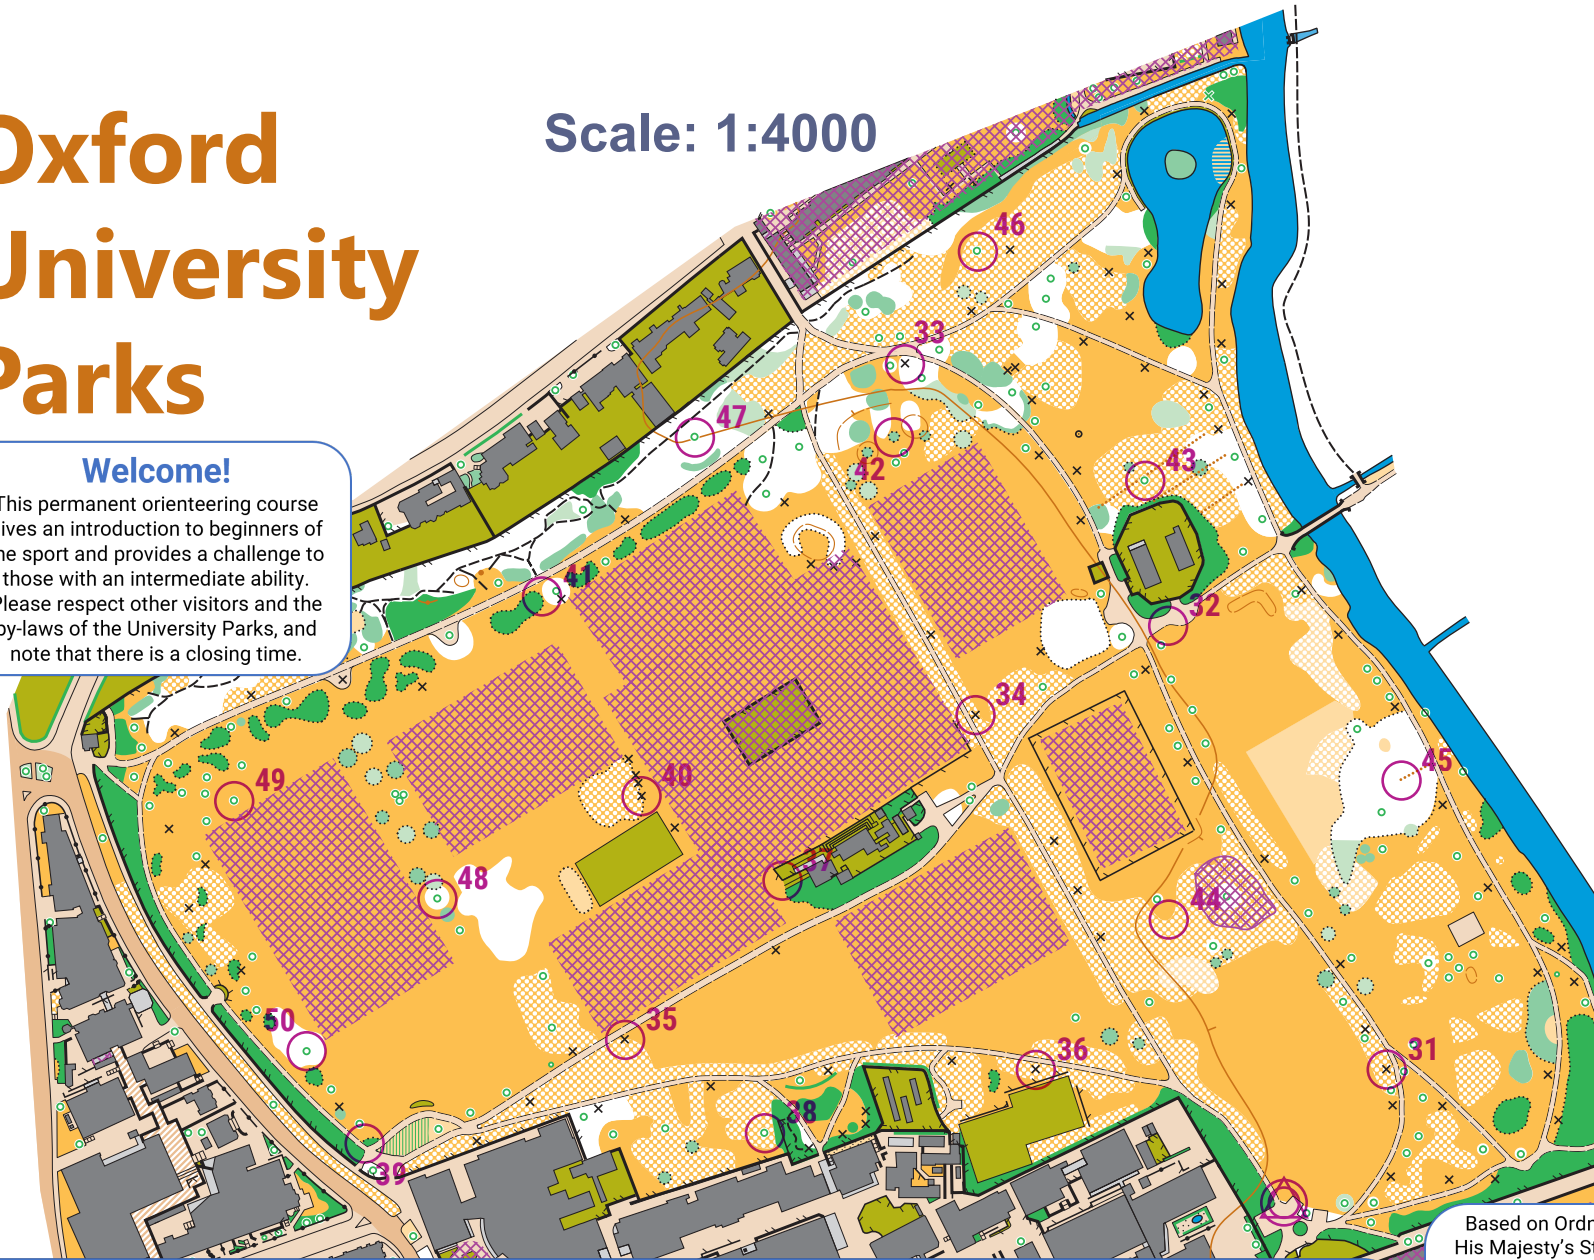 Oxford
University
Parks
Scale: 1:4000
Welcome!
This permanent orienteering course
gives an introduction to beginners of
the sport and provides a challenge to
those with an intermediate ability.
Please respect other visitors and the
by-laws of the University Parks, and
note that there is a closing time.
46
33
47
42
43
41
32
34
45
49
40
37
48
44
50
35
36
31
38
39
Based on Ordn
His Majesty's St